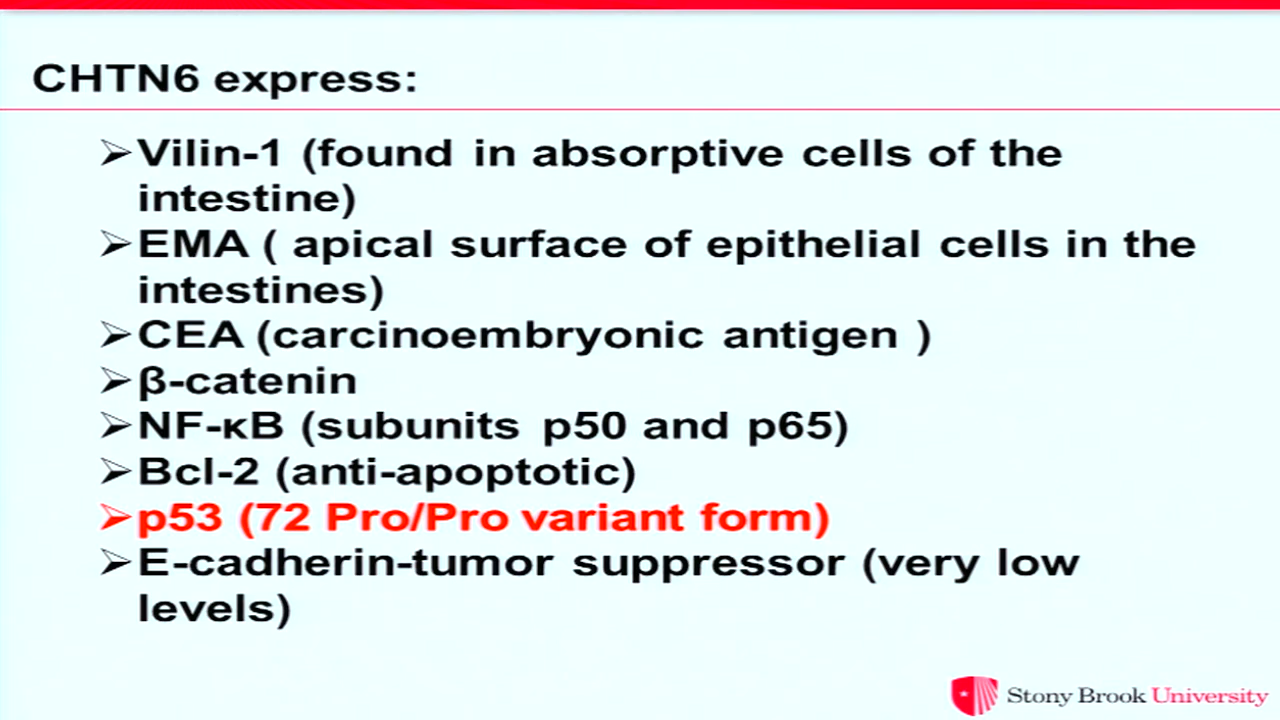 CHTN6 express:
➢Vilin-1 (found in absorptive cells of the
intestine)
➢EMA ( apical surface of epithelial cells in the
intestines)
➢CEA (carcinoembryonic antigen )
➢β-catenin
➢NF-κB (subunits p50 and p65)
➢Bcl-2 (anti-apoptotic)
➢p53 (72 Pro/Pro variant form)
➢E-cadherin-tumor suppressor (very low
levels)
Stony Brook University